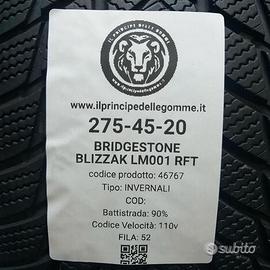 IL PRINCIPE DELLE GOMME
www.ilprincipedellegomme.it
275-45-20
BRIDGESTONE
BLIZZAK LM001 RFT
codice prodotto: 46767
Tipo: INVERNALI
COD:
Battistrada: 90%
Codice Velocità: 110v
FILA: 52
subito